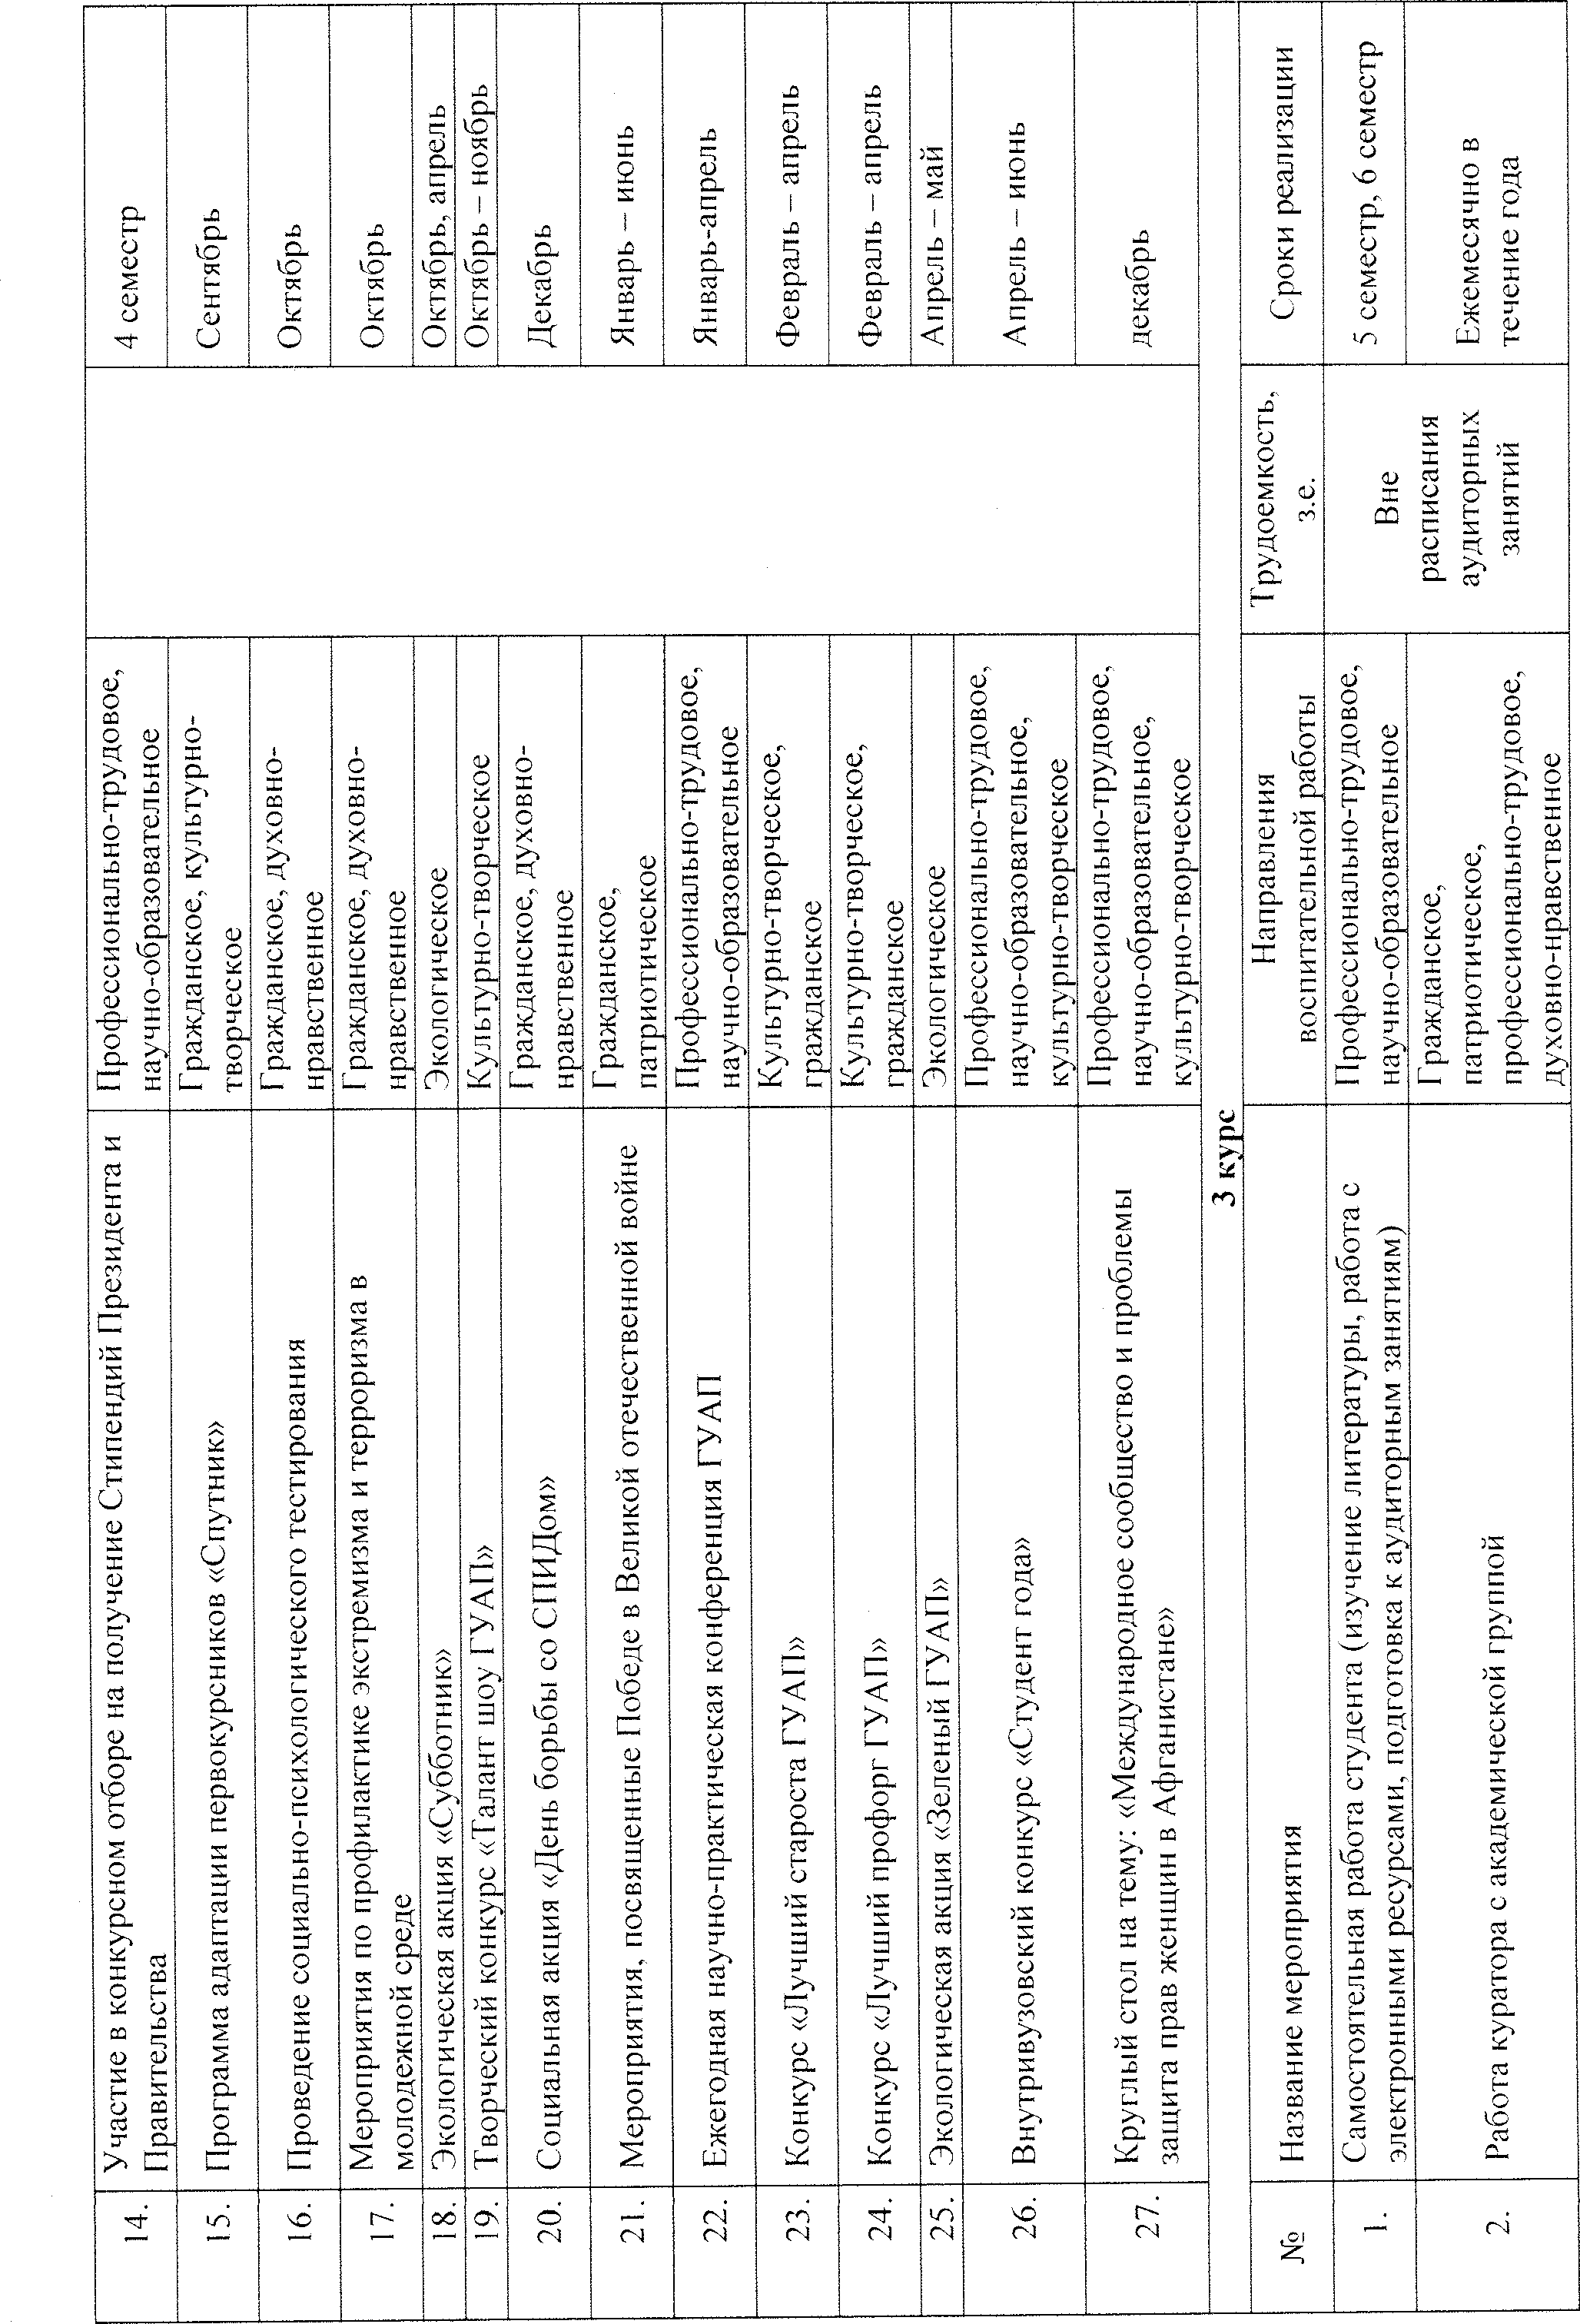 14.
Участие в конкурсном отборе на получение Стипендий Президента и
Правительства
Профессионально-трудовое,
научно-образовательное
4 семестр
15.
Программа адаптации первокурсников «Спутник»
Гражданское, культурно-
творческое
Сентябрь
16.
Проведение социально-психологического тестирования
Гражданское, духовно-
нравственное
Октябрь
17.
Мероприятия по профилактике экстремизма и терроризма в
молодежной среде
Гражданское, духовно-
нравственное
Октябрь
18.
Экологическая акция «Субботник»
Экологическое
Октябрь, апрель
19.
Творческий конкурс «Талант шоу ГУАП»
Культурно-творческое
Октябрь – ноябрь
20.
Социальная акция «День борьбы со СПИДом»
Гражданское, духовно-
нравственное
Декабрь
21.
Мероприятия, посвященные Победе в Великой отечественной войне
Гражданское,
патриотическое
Январь – июнь
22.
Ежегодная научно-практическая конференция ГУАП
Профессионально-трудовое,
научно-образовательное
Январь-апрель
23.
Конкурс «Лучший староста ГУАП»
Культурно-творческое,
гражданское
Февраль – апрель
24.
Конкурс «Лучший профорг ГУАП»
Культурно-творческое,
гражданское
Февраль – апрель
25.
Экологическая акция «Зеленый ГУАП»
Экологическое
Апрель – май
26.
Внутривузовский конкурс «Студент года»
Профессионально-трудовое,
научно-образовательное,
культурно-творческое
Апрель – июнь
27.
Круглый стол на тему: «Международное сообщество и проблемы
защита прав женщин в Афганистане»
Профессионально-трудовое,
научно-образовательное,
культурно-творческое
декабрь
3 курс
№
Название мероприятия
Направления
воспитательной работы
Трудоемкость,
з.е.
Сроки реализации
1.
Самостоятельная работа студента (изучение литературы, работа с
электронными ресурсами, подготовка к аудиторным занятиям)
Профессионально-трудовое,
научно-образовательное
Вне
расписания
аудиторных
занятий
5 семестр, 6 семестр
2.
Работа куратора с академической группой
Гражданское,
патриотическое,
профессионально-трудовое,
духовно-нравственное
Ежемесячно в
течение года